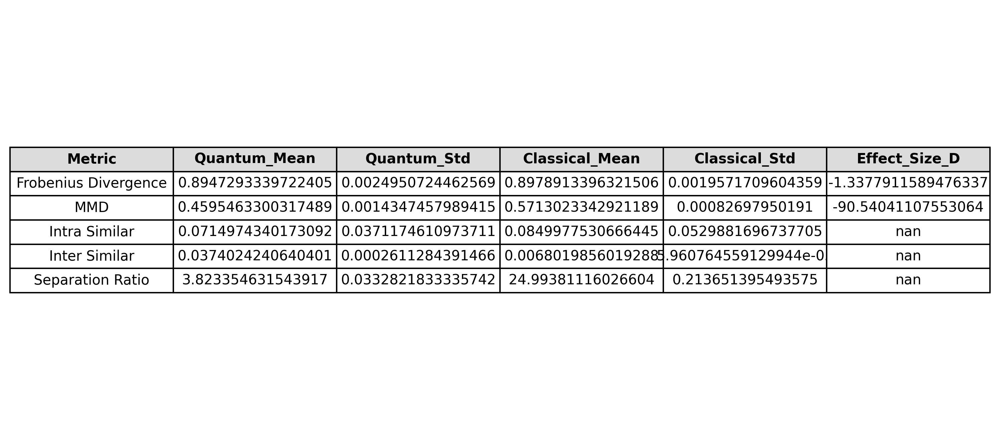 Metric Quantum_Mean Quantum_Std Classical_Mean Classical_Std Effect_Size_D
Frobenius Divergence 0.8947293339722405 0.0024950724462569 0.8978913396321506 0.0019571709604359 -1.3377911589476337
MMD 0.4595463300317489 0.0014347457989415 0.5713023342921189 0.00082697950191 -90.54041107553064
Intra Similar 0.0714974340173092 0.0371174610973711 0.0849977530666445 0.0529881696737705 nan
Inter Similar 0.0374024240640401 0.0002611284391466 0.0068019856019288 5.960764559129944e-0 nan
Separation Ratio 3.823354631543917 0.0332821833335742 24.99381116026604 0.213651395493575 nan